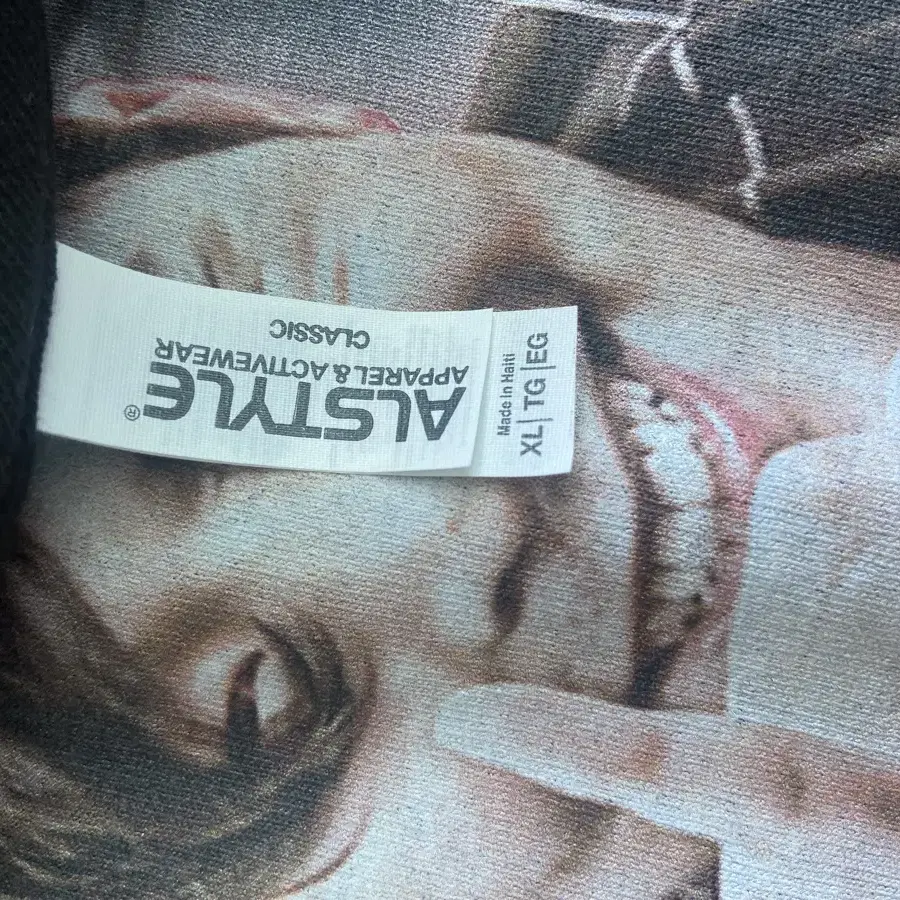 ALSTYLE®
APPAREL & ACTIVEWEAR
CLASSIC
Made In Haiti
XL | TG | EG